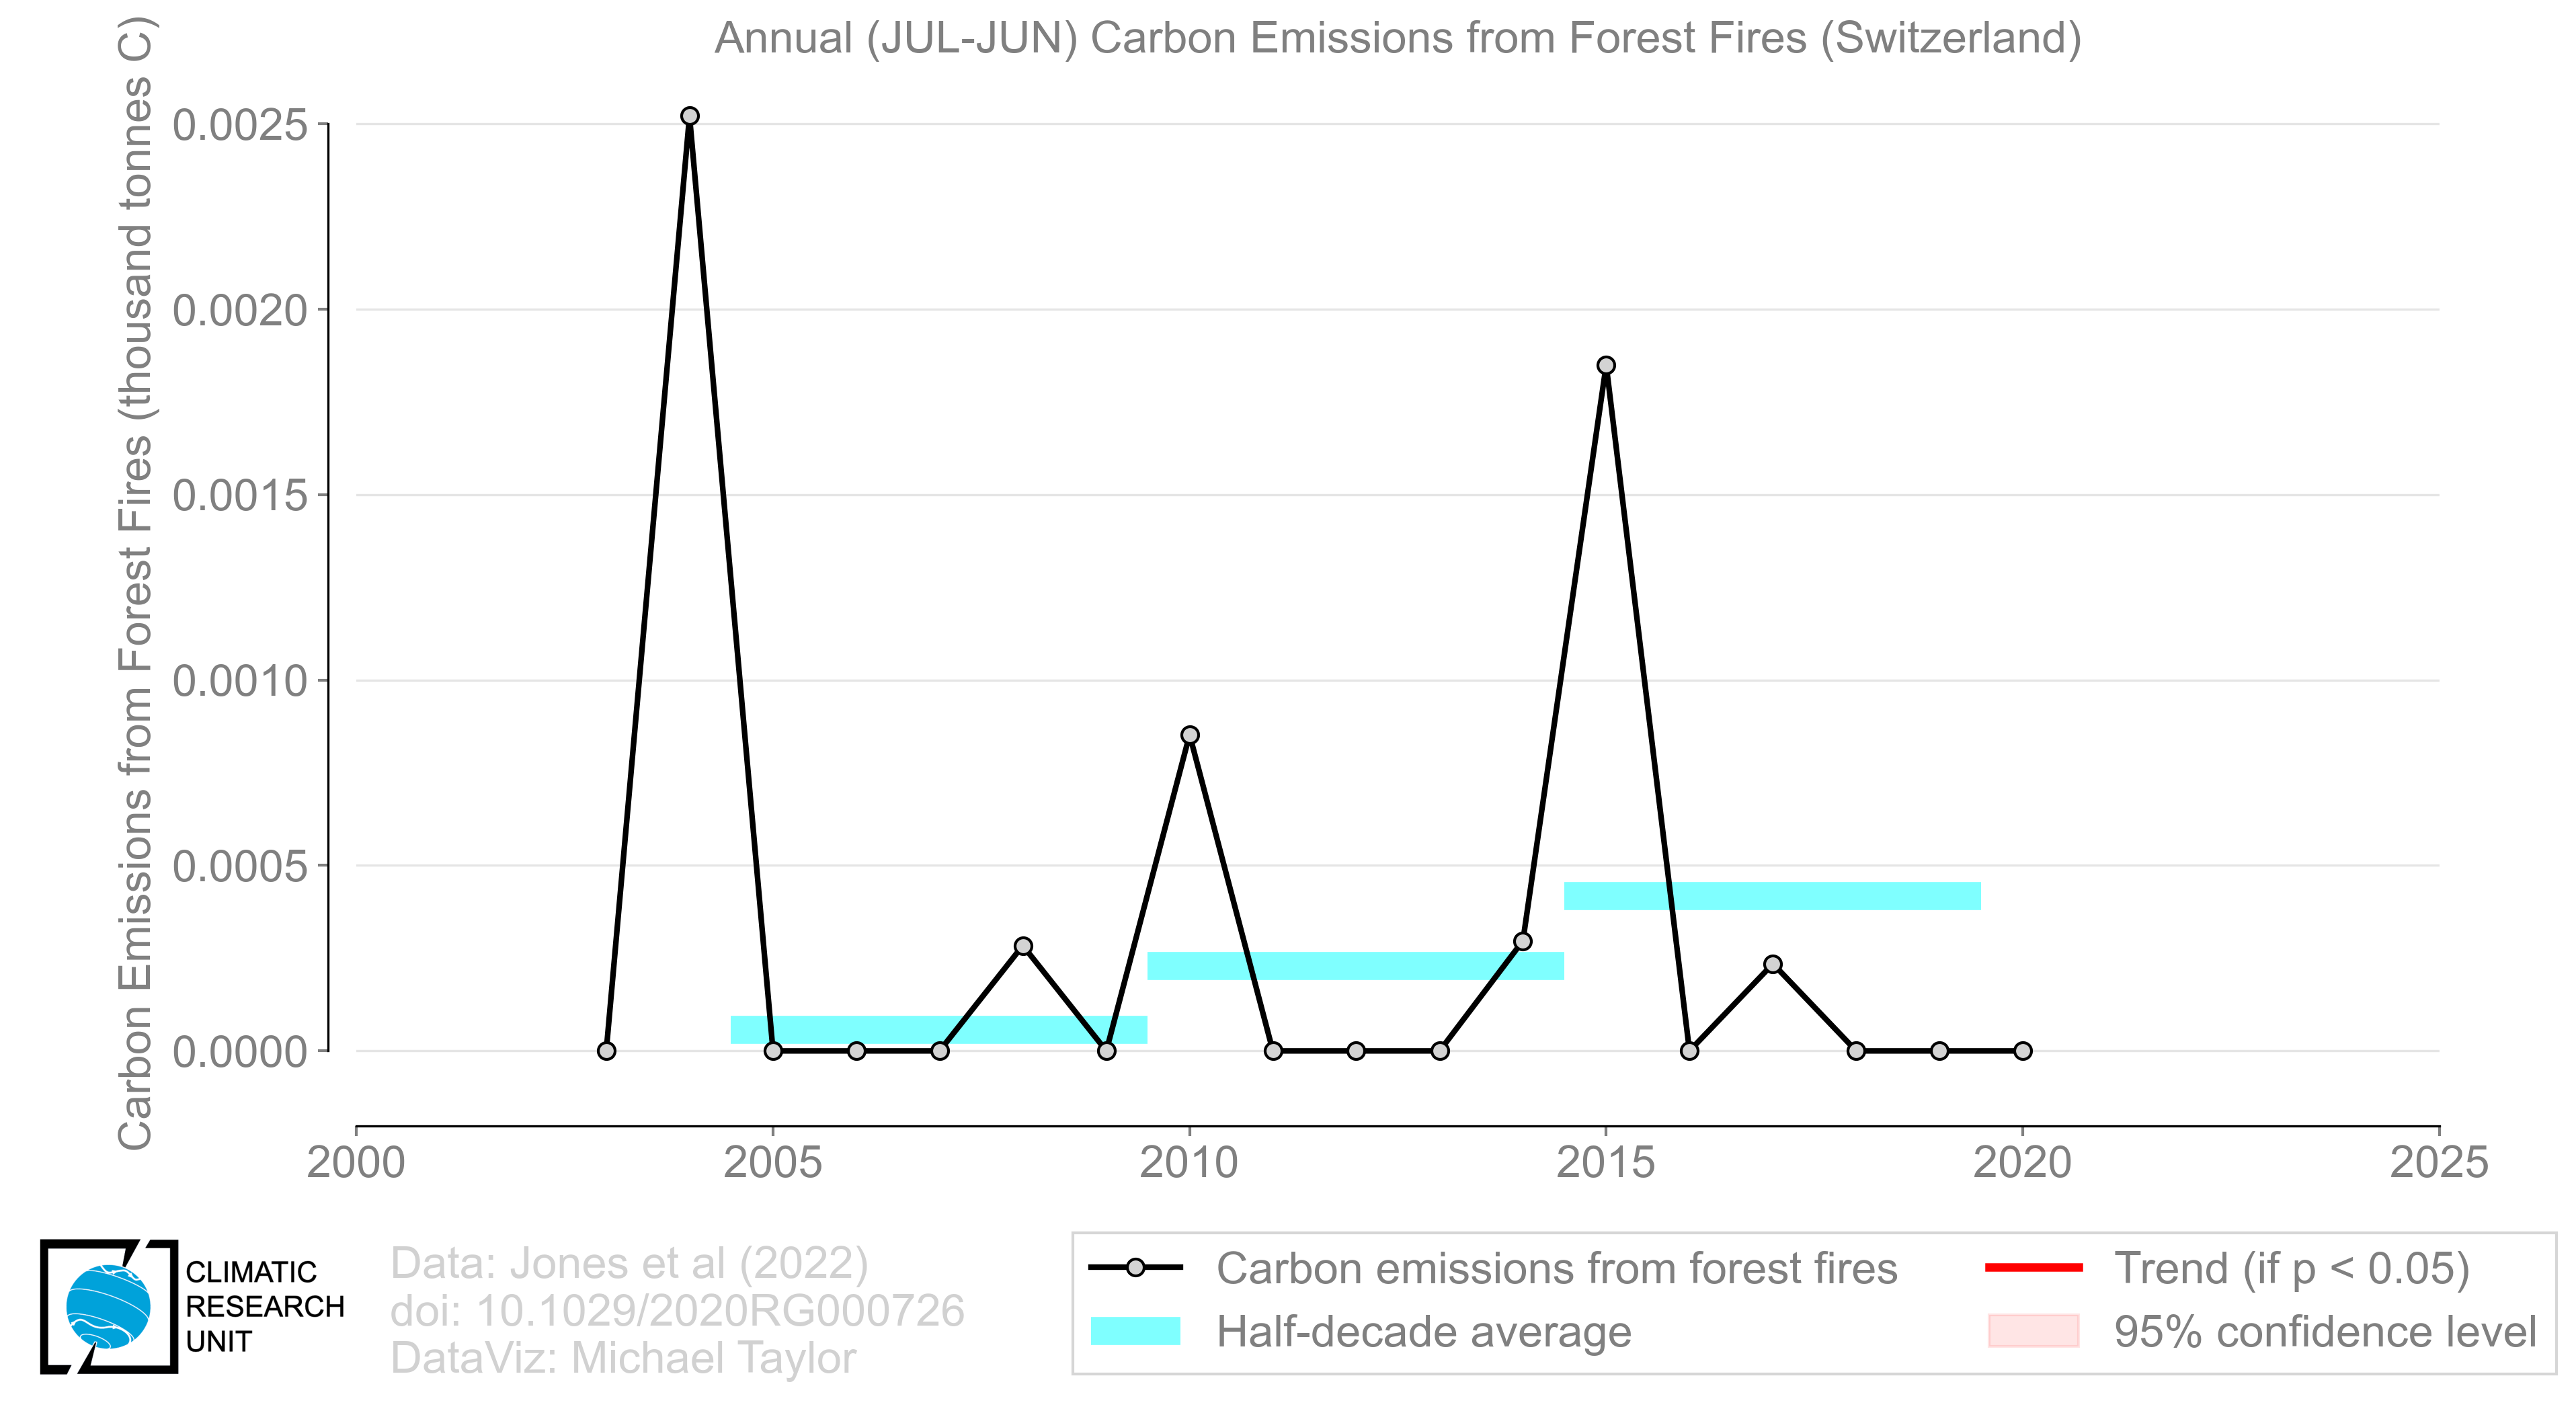 Annual (JUL-JUN) Carbon Emissions from Forest Fires (Switzerland)
Carbon Emissions from Forest Fires (thousand tonnes C)
0.0025
0.0020
0.0015
0.0010
0.0005
0.0000
2000
2005
2010
2015
2020
2025
CLIMATIC
RESEARCH
UNIT
Data: Jones et al (2022)
doi: 10.1029/2020RG000726
DataViz: Michael Taylor
Carbon emissions from forest fires
Half-decade average
Trend (if p < 0.05)
95% confidence level